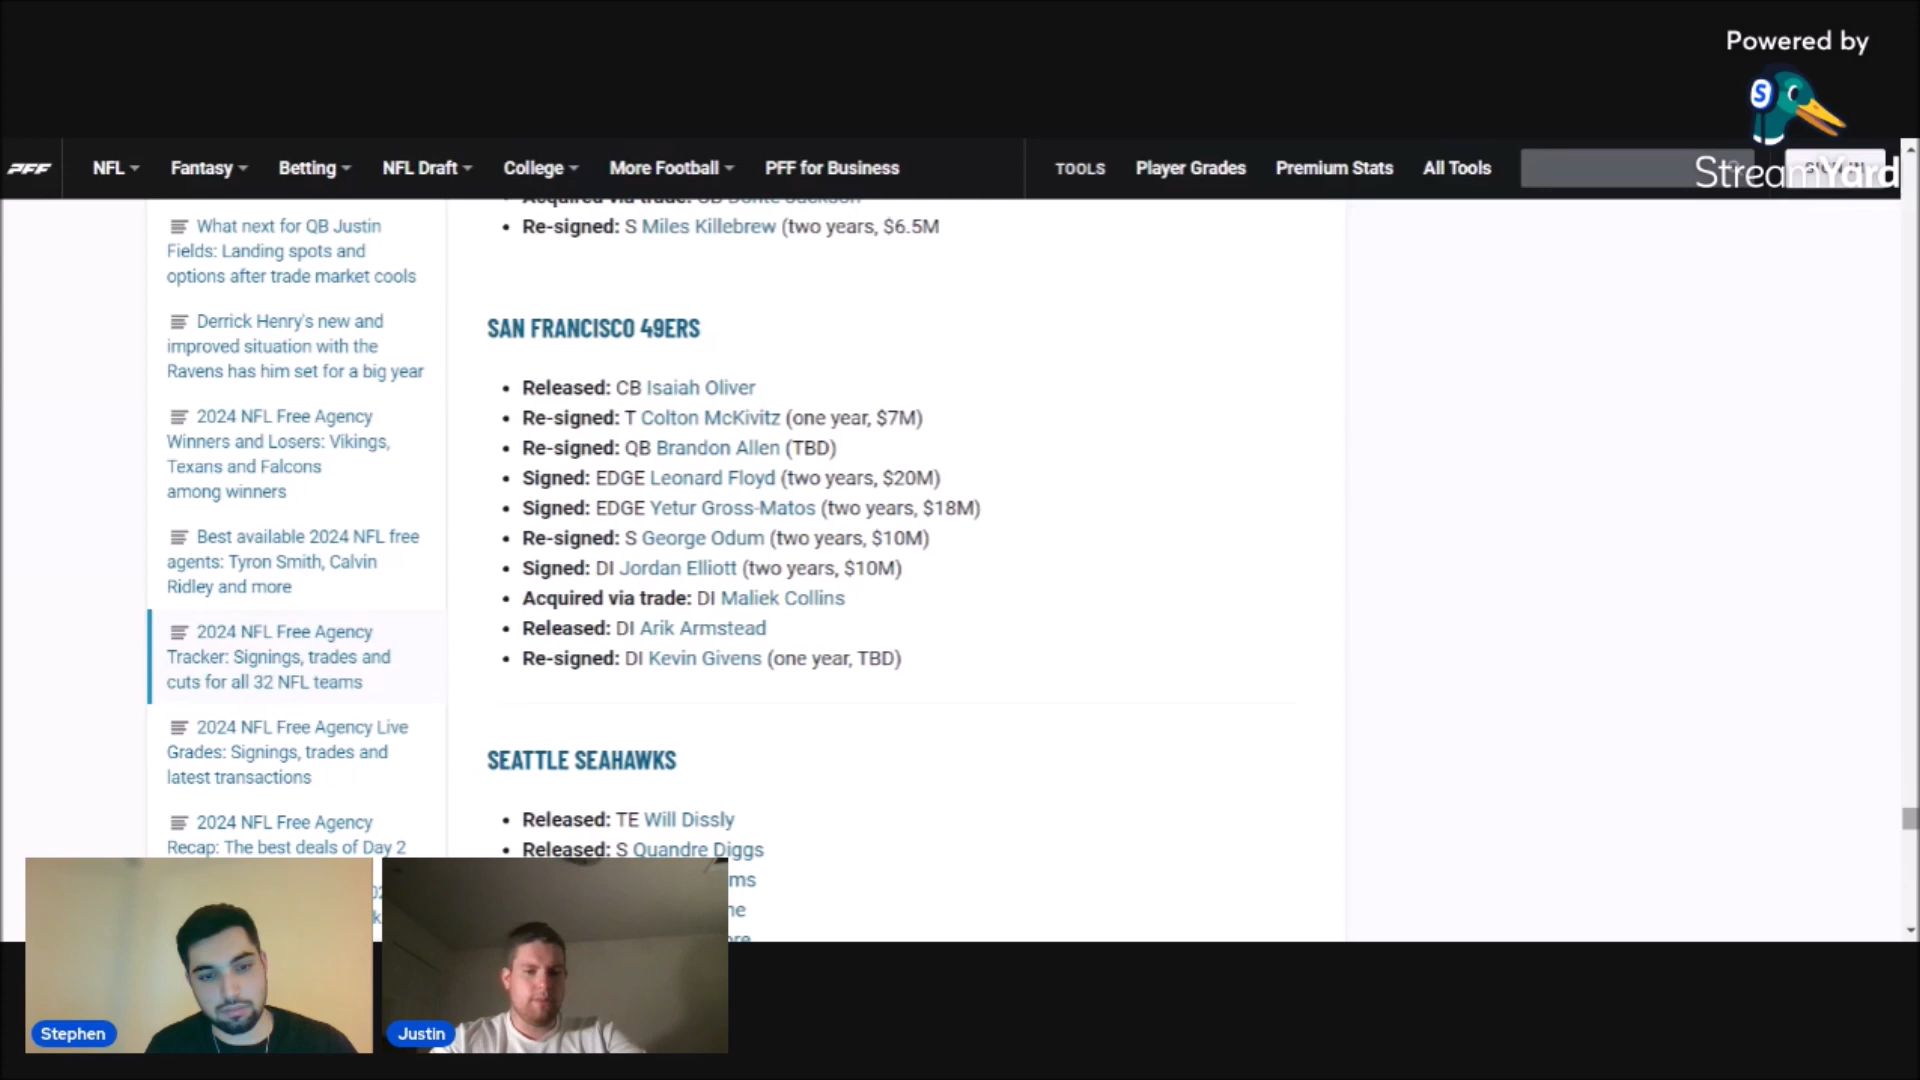 Powered by
StreamYard
PFF
NFL
Fantasy
Betting
NFL Draft
College
More Football
PFF for Business
TOOLS
Player Grades
Premium Stats
All Tools
What next for QB Justin
Fields: Landing spots and
options after trade market cools
Derrick Henry's new and
improved situation with the
Ravens has him set for a big year
2024 NFL Free Agency
Winners and Losers: Vikings,
Texans and Falcons
among winners
Best available 2024 NFL free
agents: Tyron Smith, Calvin
Ridley and more
2024 NFL Free Agency
Tracker: Signings, trades and
cuts for all 32 NFL teams
2024 NFL Free Agency Live
Grades: Signings, trades and
latest transactions
2024 NFL Free Agency
Recap: The best deals of Day 2
Acquired via trade: CB Donte Jackson
Re-signed: S Miles Killebrew (two years, $6.5M
SAN FRANCISCO 49ERS
Released: CB Isaiah Oliver
Re-signed: T Colton McKivitz (one year, $7M)
Re-signed: QB Brandon Allen (TBD)
Signed: EDGE Leonard Floyd (two years, $20M)
Signed: EDGE Yetur Gross-Matos (two years, $18M)
Re-signed: S George Odum (two years, $10M)
Signed: DI Jordan Elliott (two years, $10M)
Acquired via trade: DI Maliek Collins
Released: DI Arik Armstead
Re-signed: DI Kevin Givens (one year, TBD)
SEATTLE SEAHAWKS
Released: TE Will Dissly
Released: S Quandre Diggs
Stephen
Justin